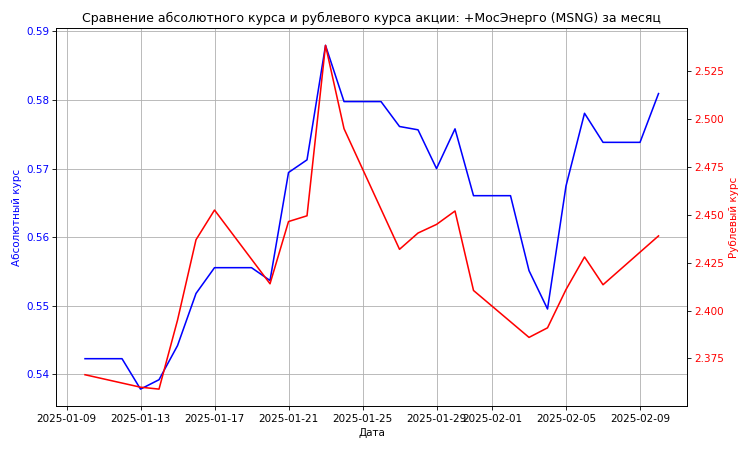 Сравнение абсолютного курса и рублевого курса акции: +МосЭнерго (MSNG) за месяц
0.59
0.58
0.57
0.56
0.55
0.54
Абсолютный курс
2.525
2.500
2.475
2.450
2.425
2.400
2.375
Рублевый курс
2025-01-09 2025-01-13 2025-01-17 2025-01-21 2025-01-25 2025-01-29 2025-02-01 2025-02-05 2025-02-09
Дата